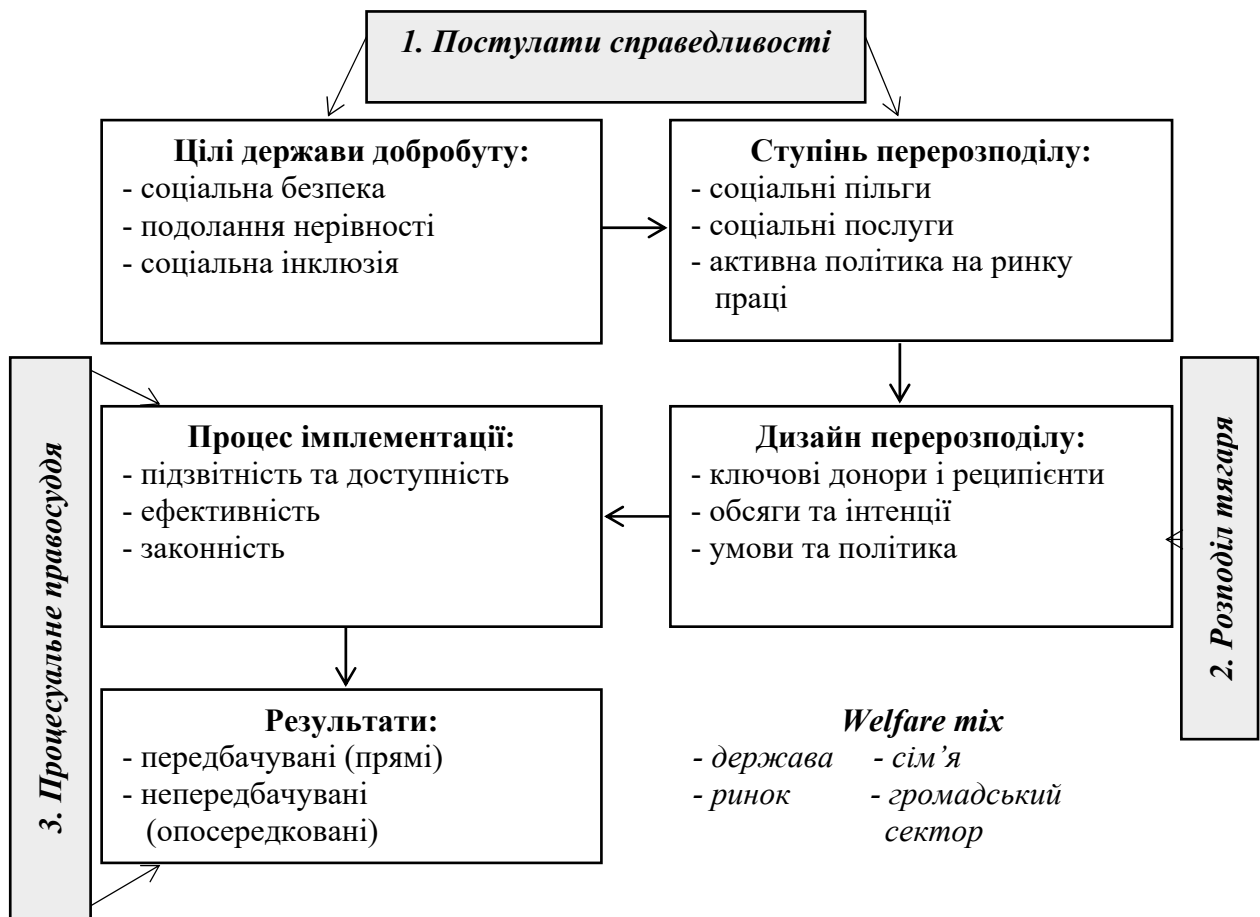 1. Постулати справедливості
Цілі держави добробуту:
- соціальна безпека
- подолання нерівності
- соціальна інклюзія
Ступінь перерозподілу:
- соціальні пільги
- соціальні послуги
- активна політика на ринку
праці
3. Процесуальне правосуддя
Процес імплементації:
- підзвітність та доступність
- ефективність
- законність
Дизайн перерозподілу:
- ключові донори і реципієнти
- обсяги та інтенції
- умови та політика
2. Розподіл тягаря
Результати:
- передбачувані (прямі)
- непередбачувані
(опосередковані)
Welfare mix
- держава - сім’я
- ринок - громадський
сектор